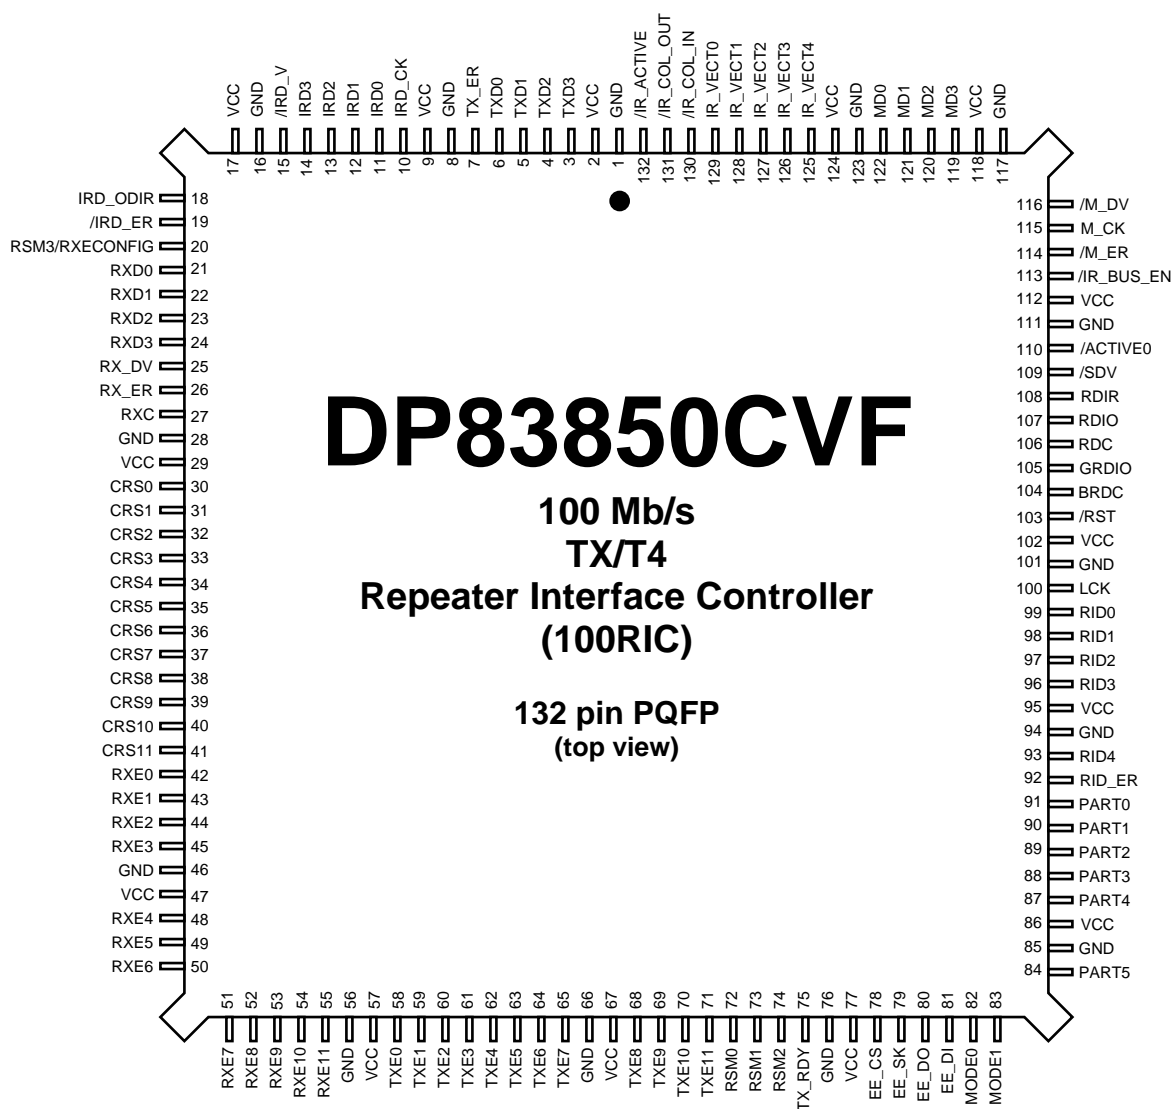 VCC GND /IRD_V IRD3 IRD2 IRD1 IRD0 IRD_CK VCC GND TX_ER TXD0 TXD1 TXD2 TXD3 VCC GND /IR_ACTIVE /IR_COL_OUT /IR_COL_IN IR_VECT0 IR_VECT1 IR_VECT2 IR_VECT3 IR_VECT4 VCC GND MD0 MD1 MD2 MD3 VCC GND
17 16 15 14 13 12 11 10 9 8 7 6 5 4 3 2 1 132 131 130 129 128 127 126 125 124 123 122 121 120 119 118 117
IRD_ODIR 18
/IRD_ER 19
RSM3/RXECONFIG 20
RXD0 21
RXD1 22
RXD2 23
RXD3 24
RX_DV 25
RX_ER 26
RXC 27
GND 28
VCC 29
CRS0 30
CRS1 31
CRS2 32
CRS3 33
CRS4 34
CRS5 35
CRS6 36
CRS7 37
CRS8 38
CRS9 39
CRS10 40
CRS11 41
RXE0 42
RXE1 43
RXE2 44
RXE3 45
GND 46
VCC 47
RXE4 48
RXE5 49
RXE6 50
DP83850CVF
100 Mb/s
TX/T4
Repeater Interface Controller
(100RIC)
132 pin PQFP
(top view)
116 /M_DV
115 M_CK
114 /M_ER
113 /IR_BUS_EN
112 VCC
111 GND
110 /ACTIVE0
109 /SDV
108 RDIR
107 RDIO
106 RDC
105 GRDIO
104 BRDC
103 /RST
102 VCC
101 GND
100 LCK
99 RID0
98 RID1
97 RID2
96 RID3
95 VCC
94 GND
93 RID4
92 RID_ER
91 PART0
90 PART1
89 PART2
88 PART3
87 PART4
86 VCC
85 GND
84 PART5
51 52 53 54 55 56 57 58 59 60 61 62 63 64 65 66 67 68 69 70 71 72 73 74 75 76 77 78 79 80 81 82 83
RXE7 RXE8 RXE9 RXE10 RXE11 GND VCC TXE0 TXE1 TXE2 TXE3 TXE4 TXE5 TXE6 TXE7 GND VCC TXE8 TXE9 TXE10 TXE11 RSM0 RSM1 RSM2 TX_RDY GND VCC EE_CS EE_SK EE_DO EE_DI MODE0 MODE1